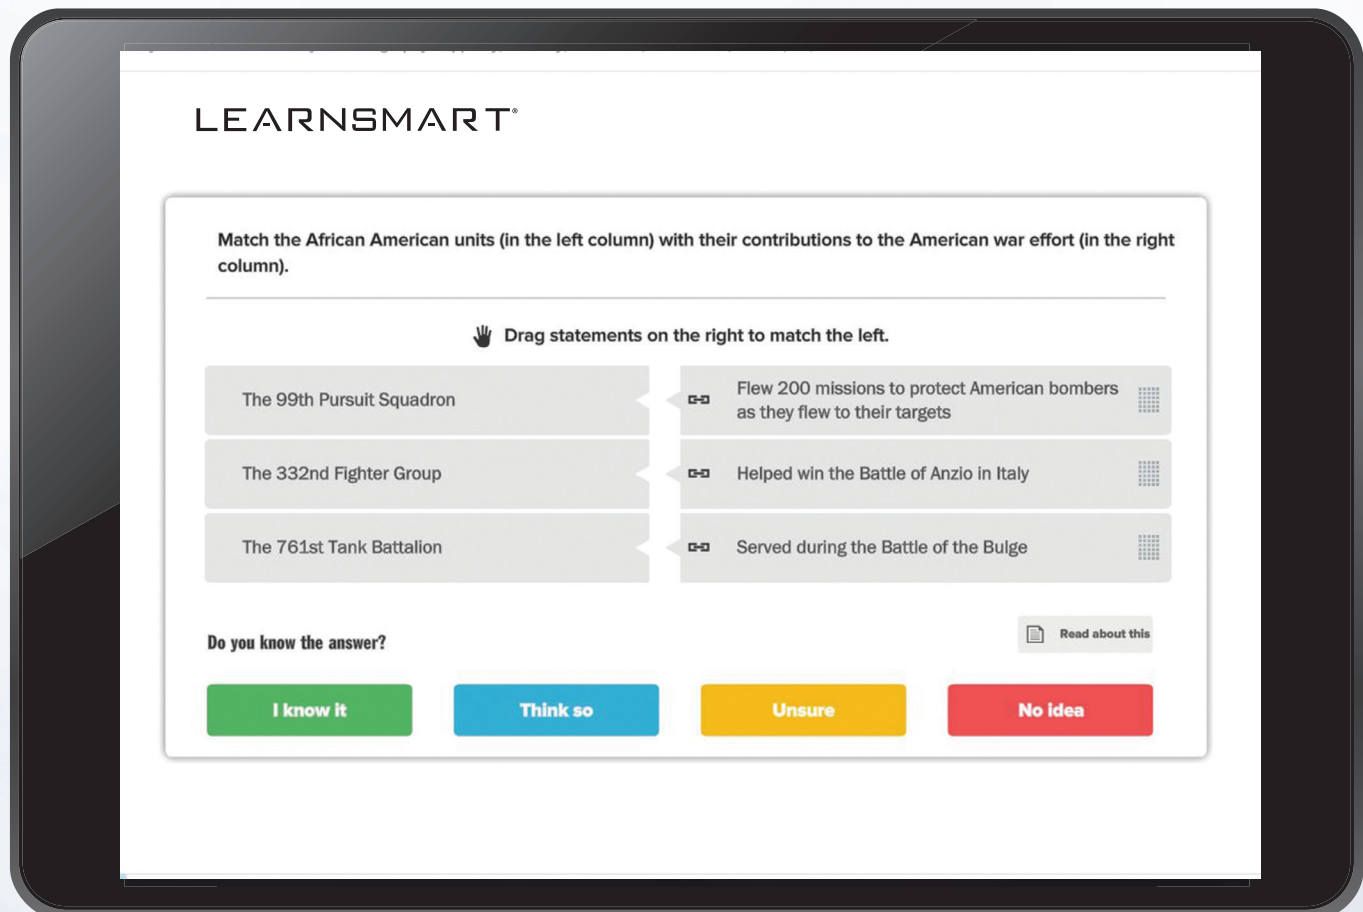 LEARNSMART®
Match the African American units (in the left column) with their contributions to the American war effort (in the right
column).
Drag statements on the right to match the left.
The 99th Pursuit Squadron
Flew 200 missions to protect American bombers
as they flew to their targets
The 332nd Fighter Group
Helped win the Battle of Anzio in Italy
The 761st Tank Battalion
Served during the Battle of the Bulge
Do you know the answer?
Read about this
I know it
Think so
Unsure
No idea